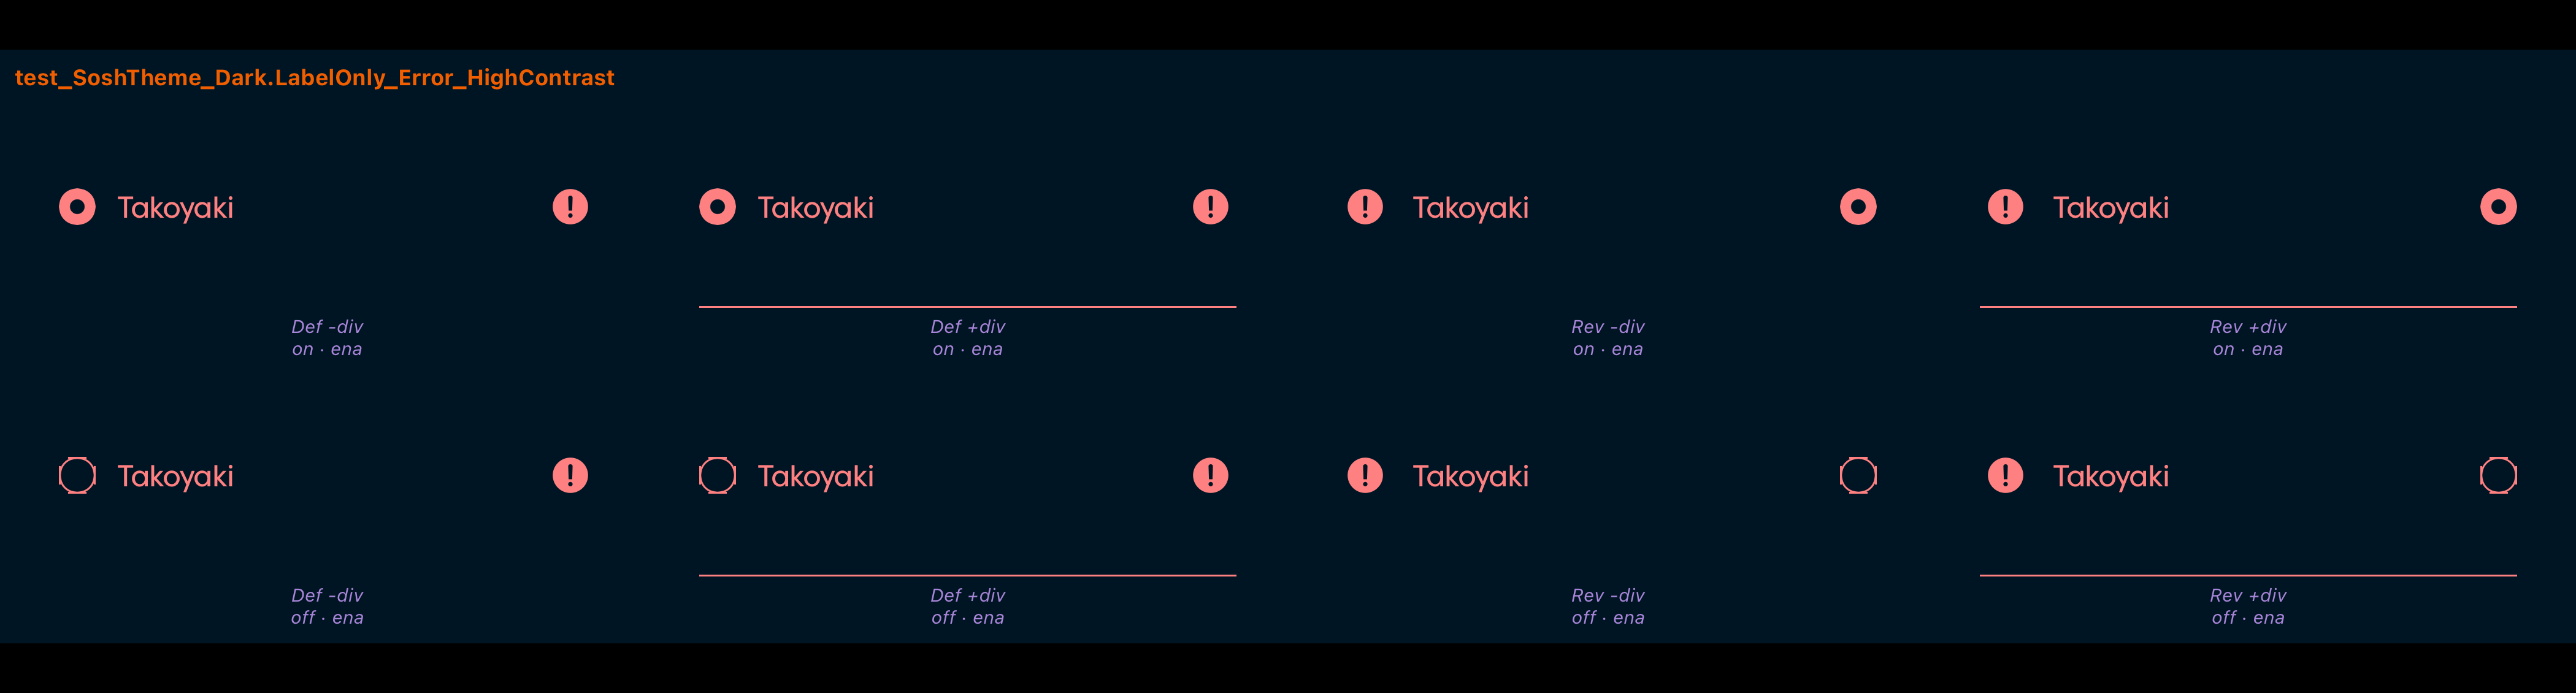 test_SoshTheme_Dark.LabelOnly_Error_HighContrast
Takoyaki
Takoyaki
Takoyaki
Takoyaki
Def -div
on · ena
Def +div
on · ena
Rev -div
on · ena
Rev +div
on · ena
Takoyaki
Takoyaki
Takoyaki
Takoyaki
Def -div
off · ena
Def +div
off · ena
Rev -div
off · ena
Rev +div
off · ena